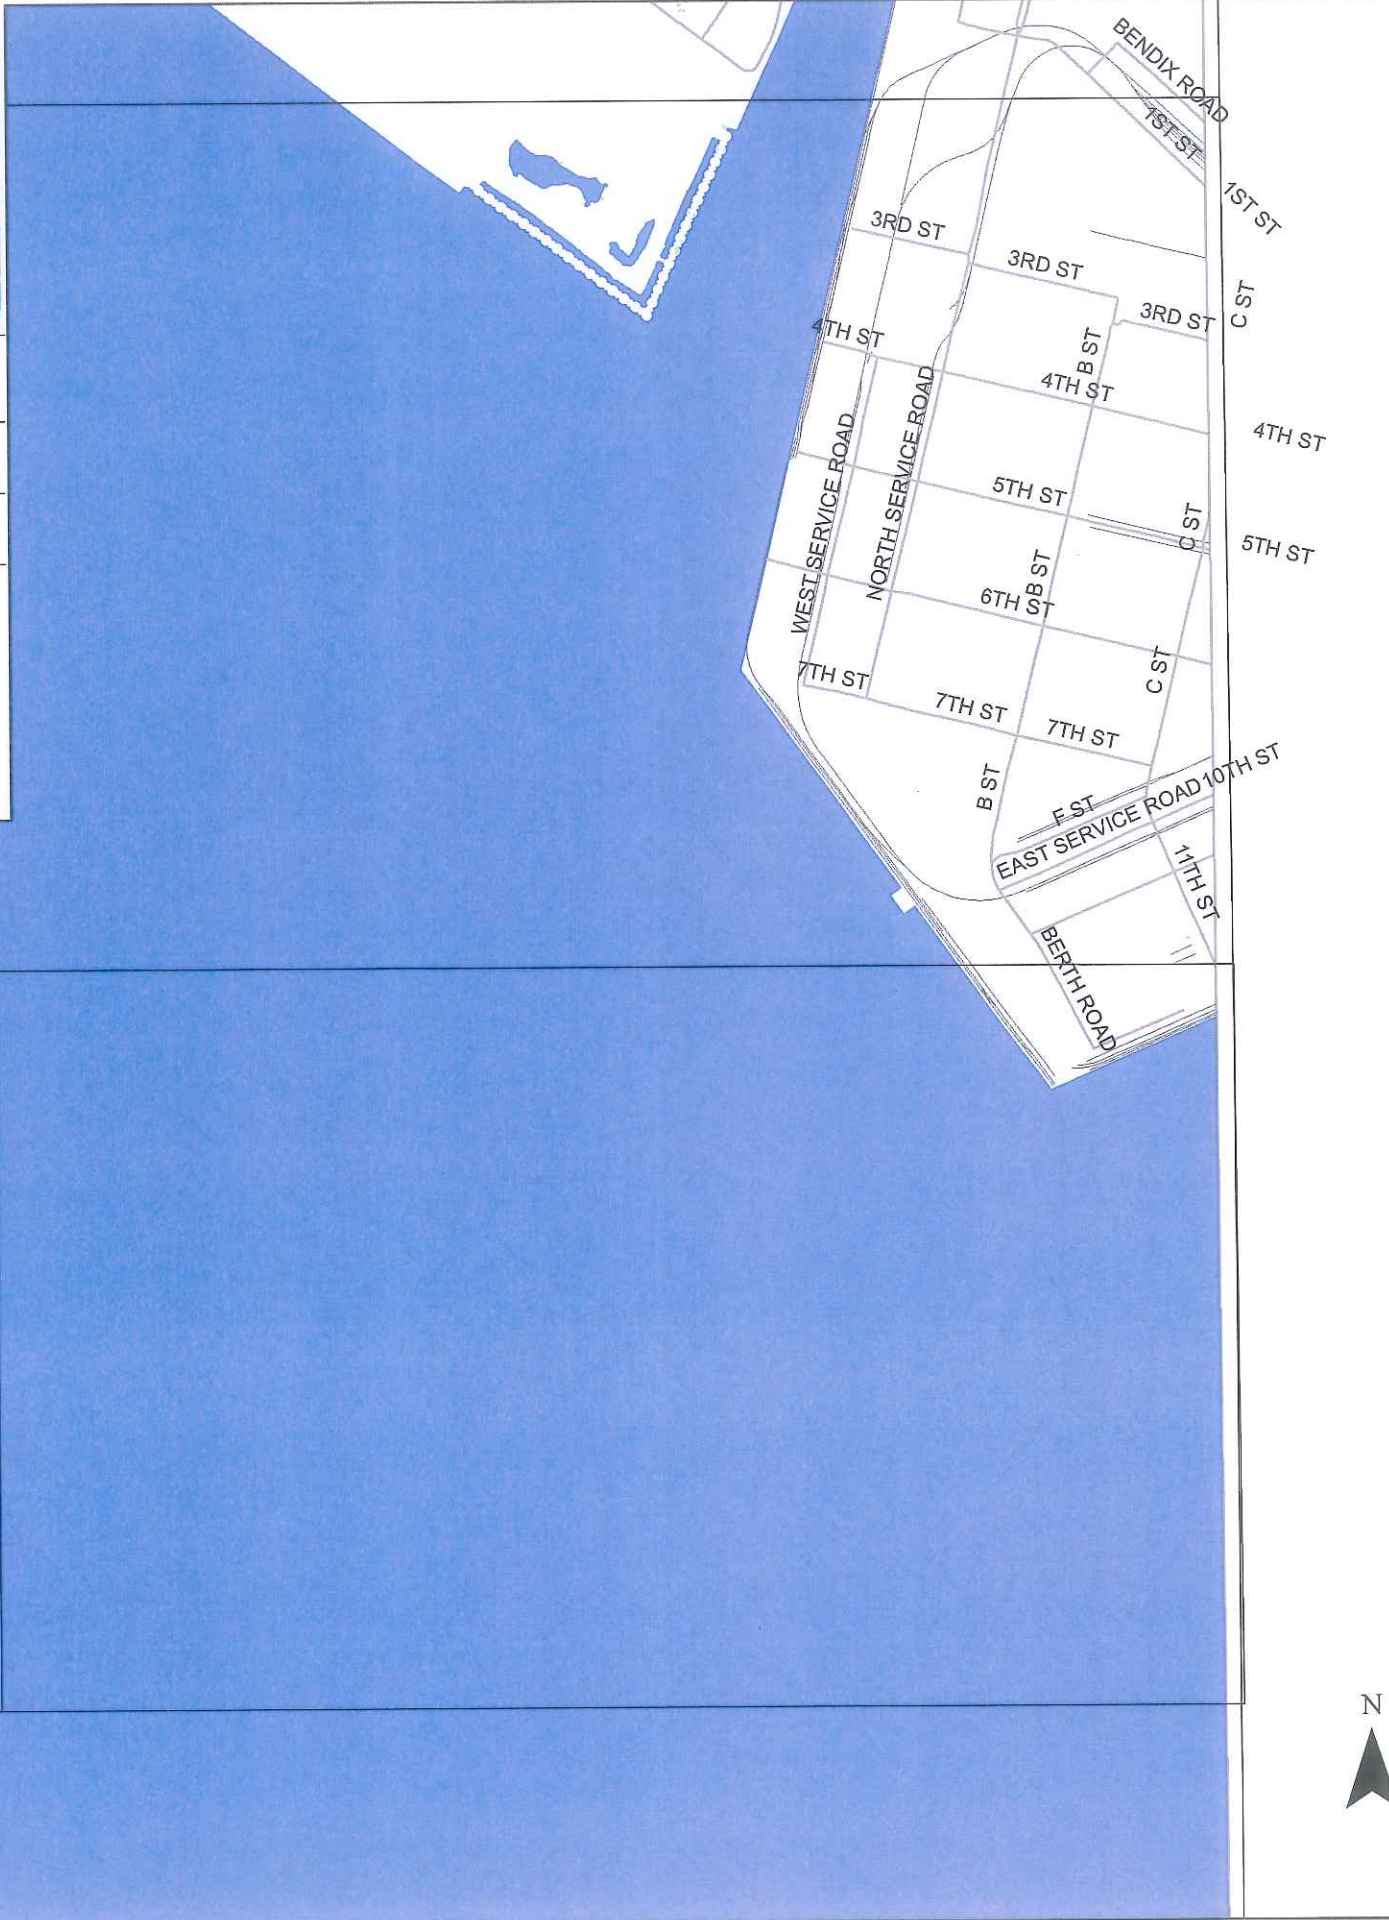 BENDIX ROAD
1ST ST
1ST ST
3RD ST
3RD ST
3RD ST
C ST
4TH ST
B ST
4TH ST
4TH ST
WEST SERVICE ROAD
NORTH SERVICE ROAD
5TH ST
C ST
5TH ST
B ST
6TH ST
C ST
7TH ST
7TH ST
7TH ST
B ST
F ST
EAST SERVICE ROAD
10TH ST
11TH ST
BERTH ROAD
N